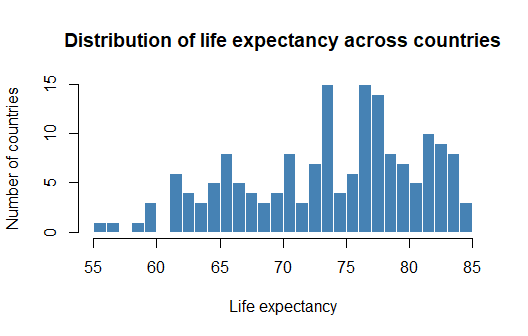 Distribution of life expectancy across countries
Number of countries
15
10
5
0
55 60 65 70 75 80 85
Life expectancy